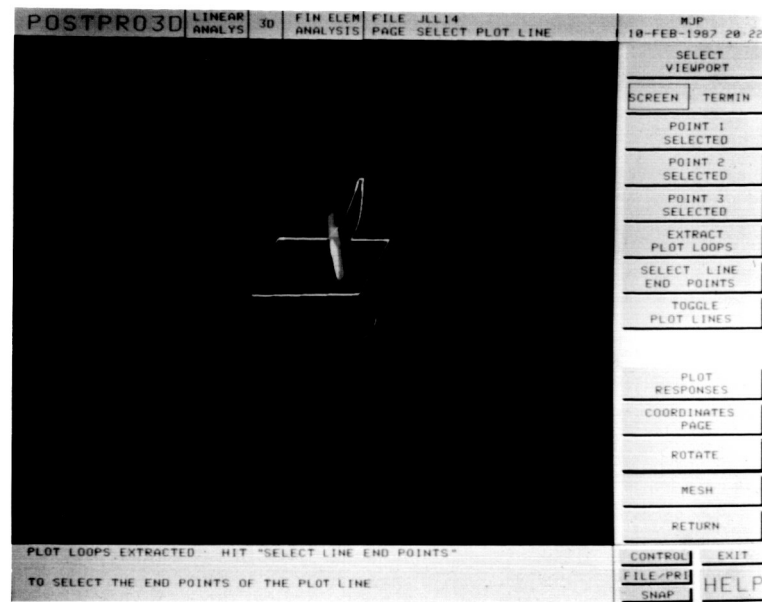 POSTPRO3D LINEAR ANALYS 3D FIN ELEM ANALYSIS FILE JLL14 PAGE SELECT PLOT LINE
MJP
10-FEB-1987 20 22
SELECT
VIEWPORT
SCREEN TERMIN
POINT 1
SELECTED
POINT 2
SELECTED
POINT 3
SELECTED
EXTRACT
PLOT LOOPS
SELECT LINE
END POINTS
TOGGLE
PLOT LINES
PLOT
RESPONSES
COORDINATES
PAGE
ROTATE
MESH
RETURN
PLOT LOOPS EXTRACTED - HIT "SELECT LINE END POINTS"
TO SELECT THE END POINTS OF THE PLOT LINE
CONTROL EXIT
FILE/PRI
SNAP HELP